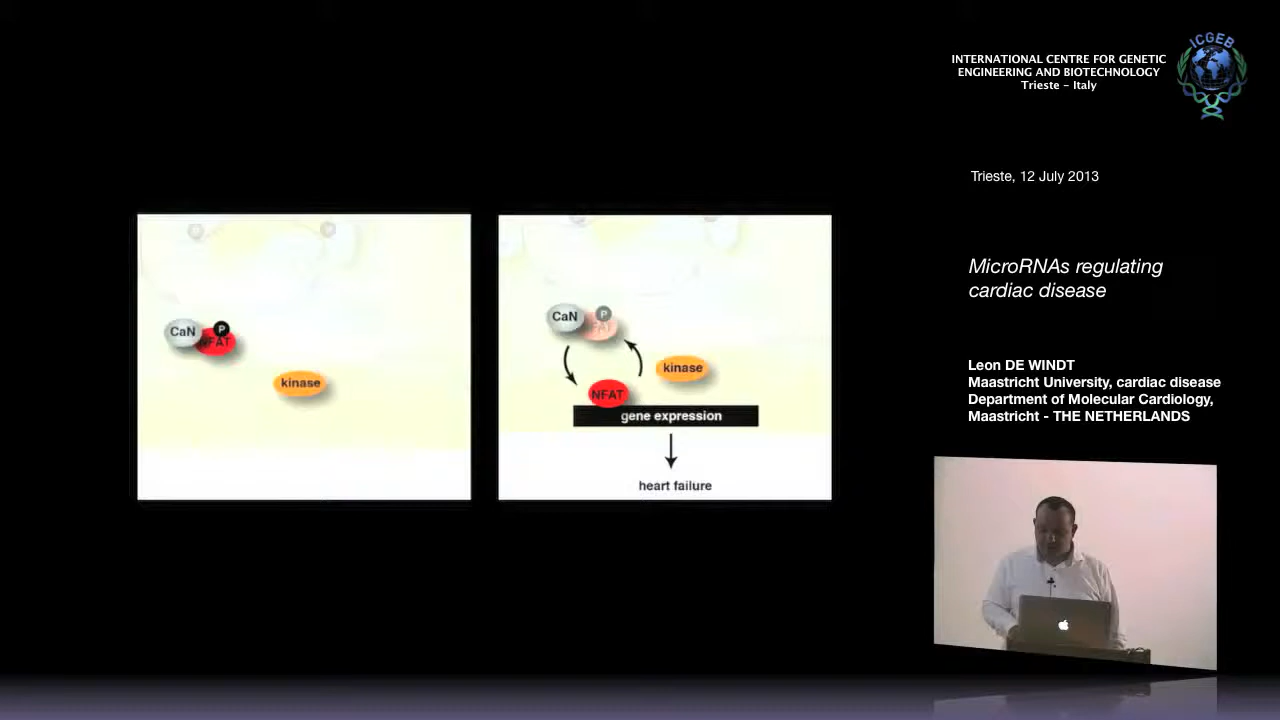 ICGEB
INTERNATIONAL CENTRE FOR GENETIC
ENGINEERING AND BIOTECHNOLOGY
Trieste – Italy
Trieste, 12 July 2013
MicroRNAs regulating
cardiac disease
Leon DE WINDT
Maastricht University, cardiac disease
Department of Molecular Cardiology,
Maastricht - THE NETHERLANDS
P
P
CaN
P
NFAT
kinase
CaN
P
FAT
kinase
NFAT
gene expression
heart failure